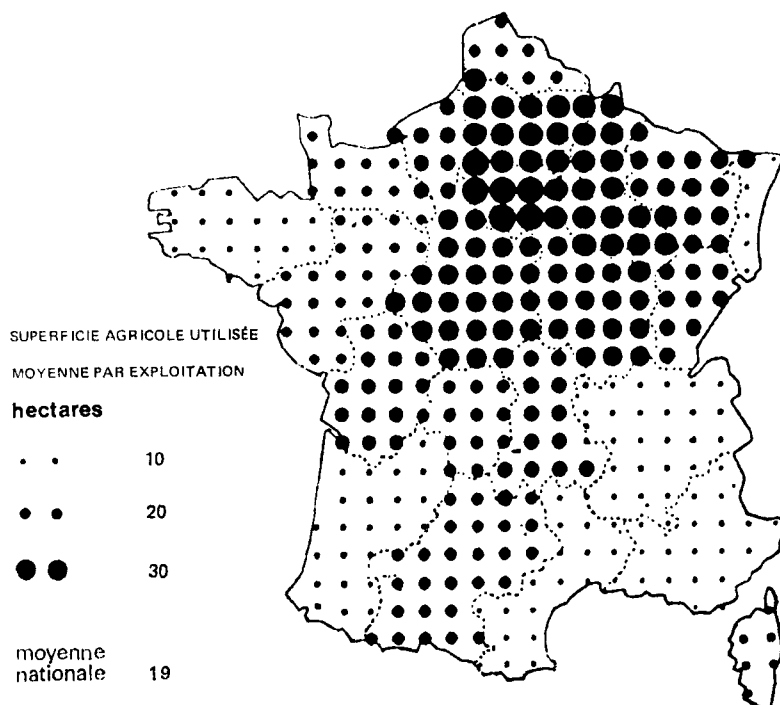 SUPERFICIE AGRICOLE UTILISÉE
MOYENNE PAR EXPLOITATION
hectares
10
20
30
moyenne
nationale 19